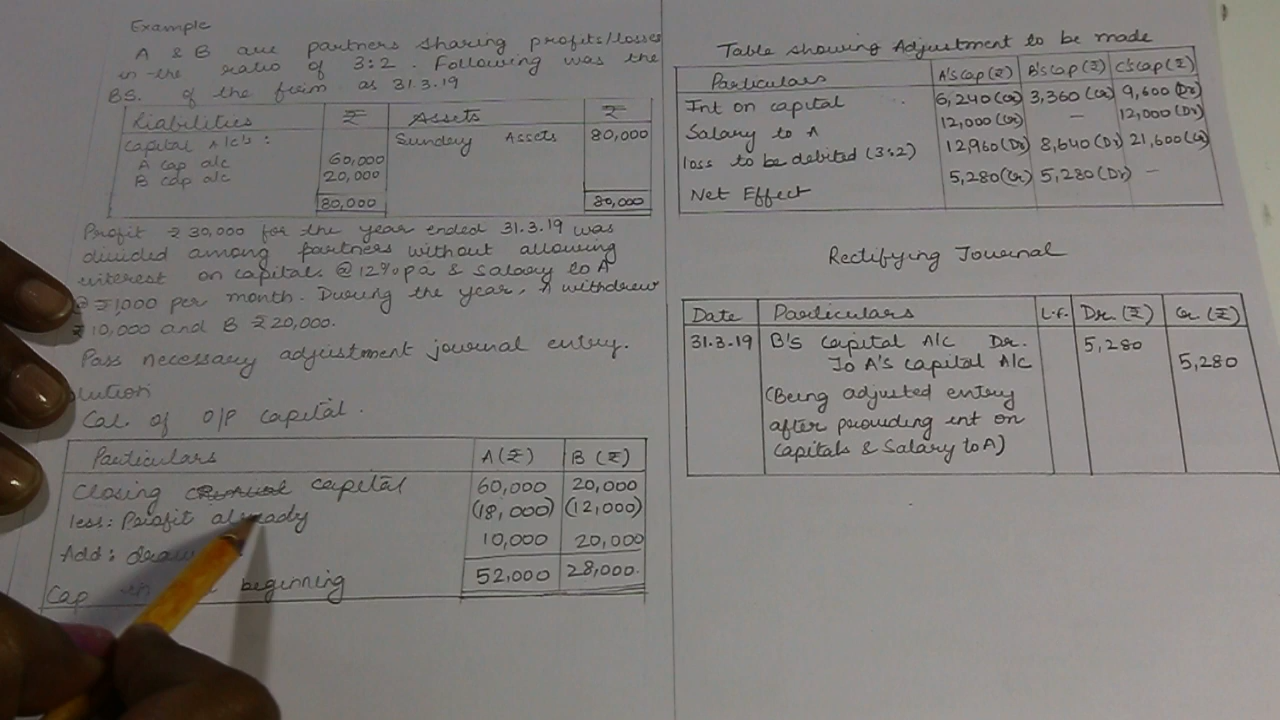 Example
A & B are partners sharing profits/losses
in the ratio of 3:2. Following was the
BS. of the firm as 31.3.19
Liabilities ₹ Assets ₹
Capital A/c's: Sunday Assets 80,000
A cap a/c 60,000
B cap a/c 20,000
80,000 80,000
Profit ₹30,000 for the year ended 31.3.19 was
divided among partners without allowing
interest on capitals @ 12% pa & salary to A
@ ₹1,000 per month. During the year, A withdrew
₹10,000 and B ₹20,000.
Pass necessary adjustment journal entry.
lution
Cal. of O/P capital.
Particulars A(₹) B(₹)
Closing capital 60,000 20,000
less: Profit already (18,000) (12,000)
Add: draw 10,000 20,000
Cap beginning 52,000 28,000.
Table showing Adjustment to be made
Particulars A's Cap(₹) B's Cap(₹) C's Cap(₹)
Int on capital 6,240(Cr) 3,360(Cr) 9,600(Dr)
Salary to A 12,000(Cr) — 12,000(Dr)
loss to be debited (3:2) 12,960(Dr) 8,640(Dr) 21,600(Cr)
Net Effect 5,280(Cr) 5,280(Dr) —
Rectifying Journal
Date Particulars L.f. Dr.(₹) Cr.(₹)
31.3.19 B's capital A/c Dr. 5,280
To A's capital A/c 5,280
(Being adjusted entry
after providing int on
capitals & Salary to A)